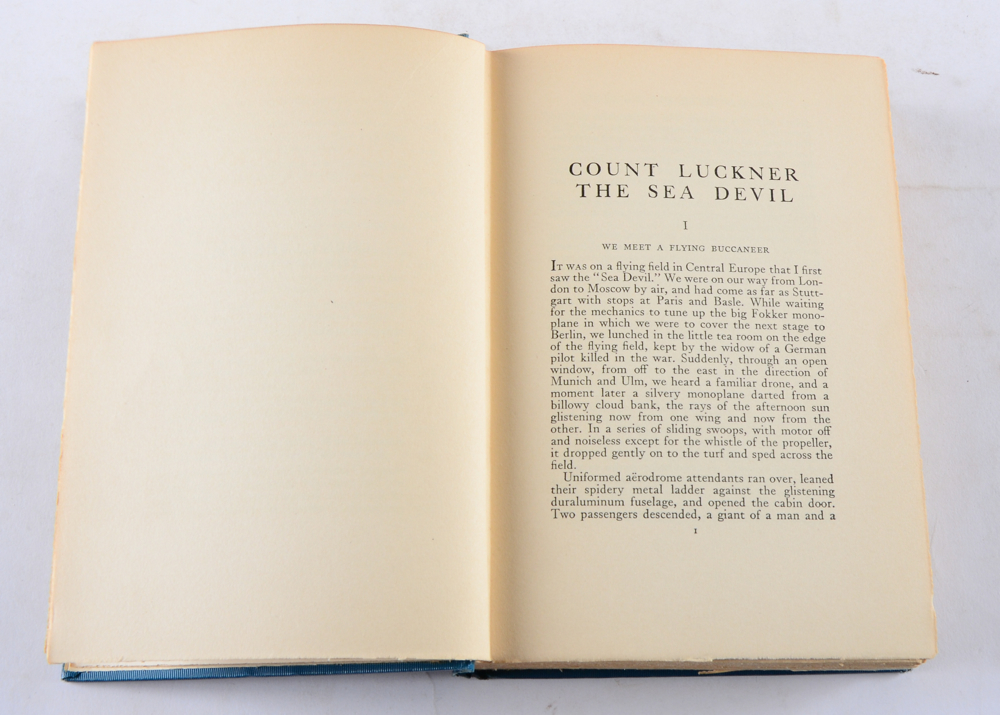 COUNT LUCKNER
THE SEA DEVIL
I
WE MEET A FLYING BUCCANEER
IT WAS on a flying field in Central Europe that I first
saw the "Sea Devil." We were on our way from Lon-
don to Moscow by air, and had come as far as Stutt-
gart with stops at Paris and Basle. While waiting
for the mechanics to tune up the big Fokker mono-
plane in which we were to cover the next stage to
Berlin, we lunched in the little tea room on the edge
of the flying field, kept by the widow of a German
pilot killed in the war. Suddenly, through an open
window, from off to the east in the direction of
Munich and Ulm, we heard a familiar drone, and a
moment later a silvery monoplane darted from a
billowy cloud bank, the rays of the afternoon sun
glistening now from one wing and now from the
other. In a series of sliding swoops, with motor off
and noiseless except for the whistle of the propeller,
it dropped gently on to the turf and sped across the
field.
Uniformed aërodrome attendants ran over, leaned
their spidery metal ladder against the glistening
duraluminum fuselage, and opened the cabin door.
Two passengers descended, a giant of a man and a
1